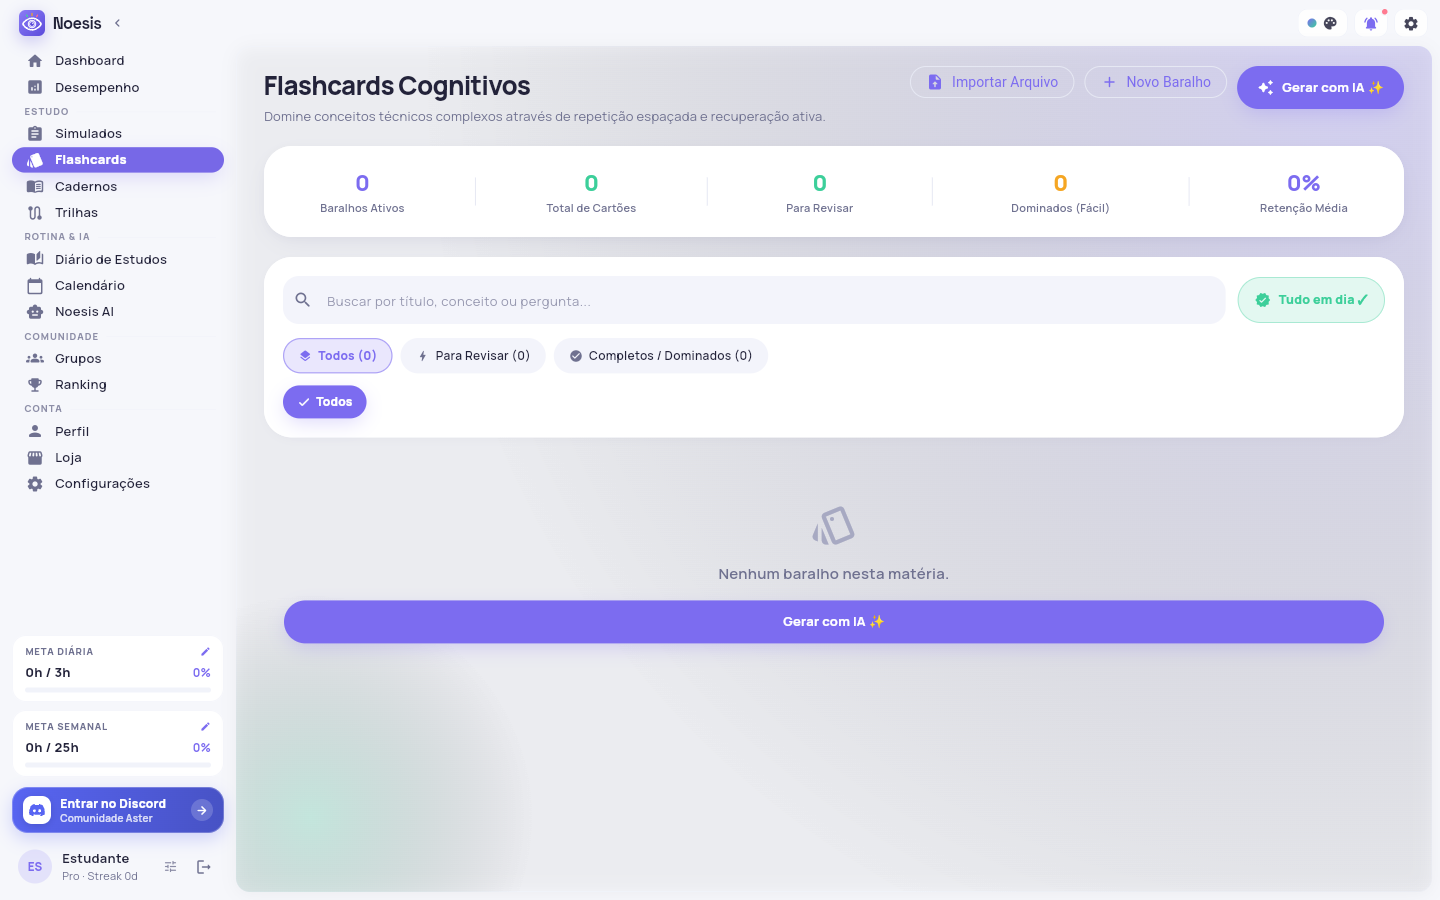 Noesis
Dashboard
Desempenho
ESTUDO
Simulados
Flashcards
Cadernos
Trilhas
ROTINA & IA
Diário de Estudos
Calendário
Noesis AI
COMUNIDADE
Grupos
Ranking
CONTA
Perfil
Loja
Configurações
META DIÁRIA
0h / 3h
0%
META SEMANAL
0h / 25h
0%
Entrar no Discord
Comunidade Aster
ES
Estudante
Pro · Streak 0d
Flashcards Cognitivos
Domine conceitos técnicos complexos através de repetição espaçada e recuperação ativa.
Importar Arquivo
Novo Baralho
Gerar com IA ✨
0
Baralhos Ativos
0
Total de Cartões
0
Para Revisar
0
Dominados (Fácil)
0%
Retenção Média
Buscar por título, conceito ou pergunta...
Tudo em dia ✓
Todos (0)
Para Revisar (0)
Completos / Dominados (0)
Todos
Nenhum baralho nesta matéria.
Gerar com IA ✨